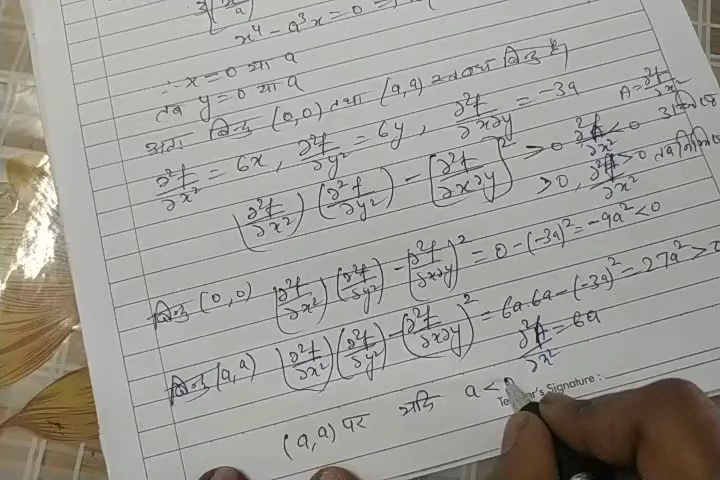 x⁴ - a³x = 0
∴ x = 0 या a
तब y = 0 या a
अतः बिन्दु (0,0) तथा (a,a)
∂²f/∂x² = 6x, ∂²f/∂y² = 6y, ∂²f/∂x∂y = -3a
A = ∂²f/∂x²
(∂²f/∂x²)(∂²f/∂y²) - (∂²f/∂x∂y)² > 0
∂²f/∂x² < 0
> 0, ∂²f/∂x² > 0
बिन्दु (0,0) (∂²f/∂x²)(∂²f/∂y²) - (∂²f/∂x∂y)² = 0 - (-3a)² = -9a² < 0
बिन्दु (a,a) (∂²f/∂x²)(∂²f/∂y²) - (∂²f/∂x∂y)² = 6a·6a - (-3a)² = 27a² >
∂²f/∂x² = 6a
(a,a) पर यदि a <
's Signature :